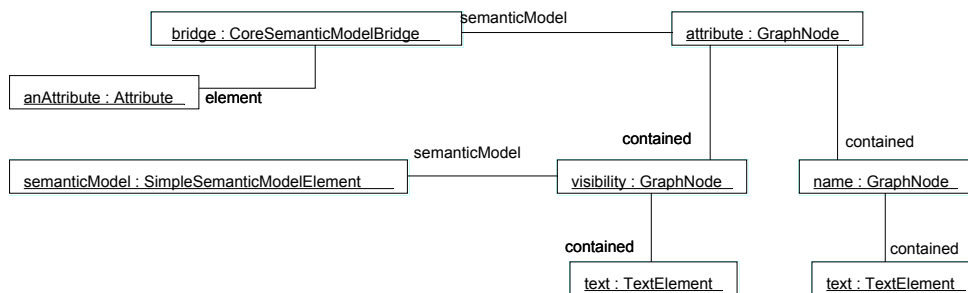 semanticModel
bridge : CoreSemanticModelBridge
attribute : GraphNode
anAttribute : Attribute
element
contained
contained
semanticModel
semanticModel : SimpleSemanticModelElement
visibility : GraphNode
name : GraphNode
contained
contained
text : TextElement
text : TextElement